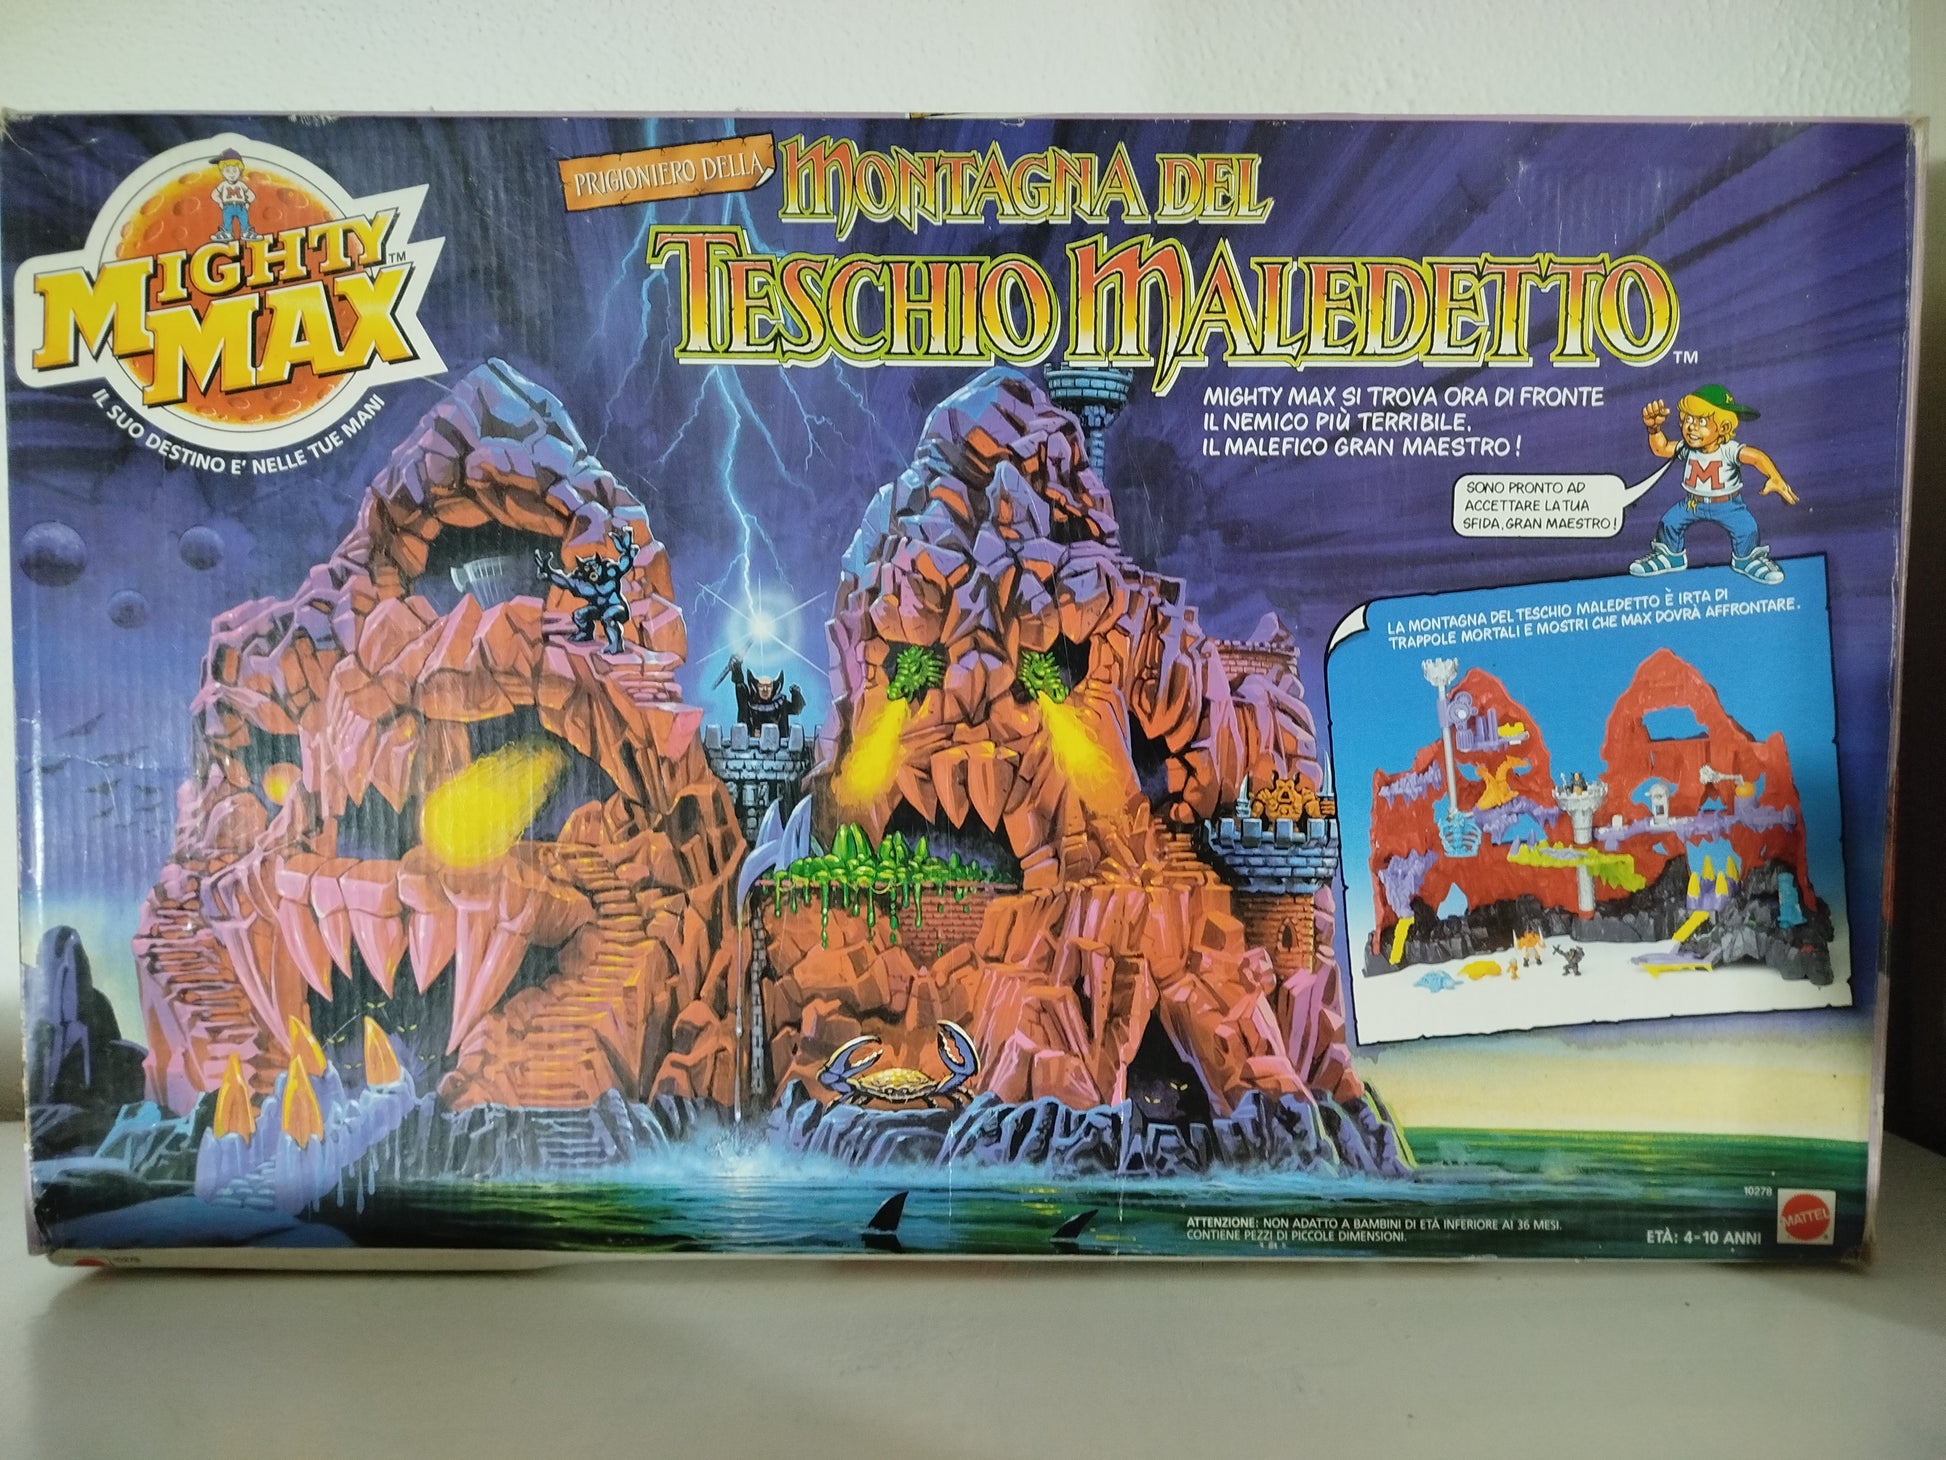 MIGHTY
MAX™
IL SUO DESTINO E' NELLE TUE MANI
PRIGIONIERO DELLA
MONTAGNA DEL
TESCHIO MALEDETTO™
MIGHTY MAX SI TROVA ORA DI FRONTE
IL NEMICO PIÙ TERRIBILE,
IL MALEFICO GRAN MAESTRO!
SONO PRONTO AD
ACCETTARE LA TUA
SFIDA, GRAN MAESTRO!
M
M
LA MONTAGNA DEL TESCHIO MALEDETTO È IRTA DI
TRAPPOLE MORTALI E MOSTRI CHE MAX DOVRÀ AFFRONTARE.
ATTENZIONE: NON ADATTO A BAMBINI DI ETÀ INFERIORE AI 36 MESI.
CONTIENE PEZZI DI PICCOLE DIMENSIONI.
10278
ETÀ: 4-10 ANNI
MATTEL
®